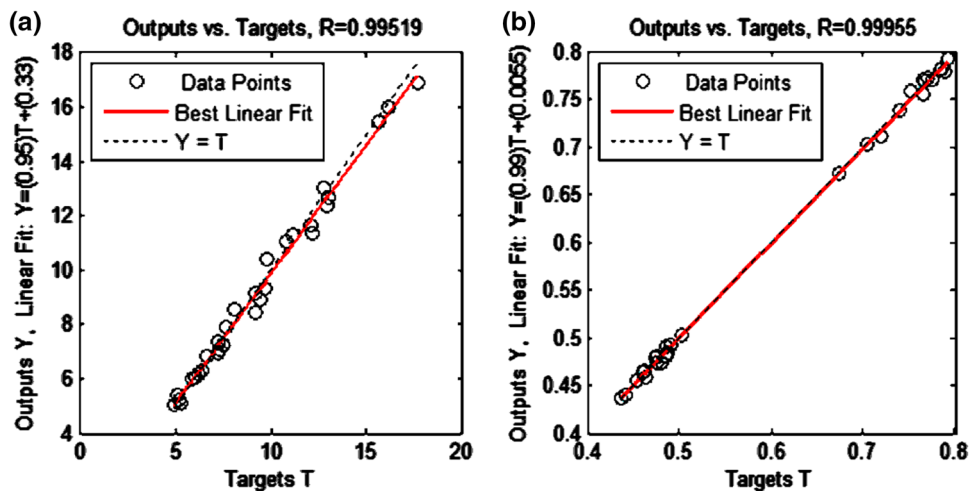 (a)
Outputs vs. Targets, R=0.99519
Outputs Y, Linear Fit: Y=(0.95)T+(0.33)
18
16
14
12
10
8
6
4
Data Points
Best Linear Fit
Y = T
0
5
10
15
20
Targets T
(b)
Outputs vs. Targets, R=0.99955
Outputs Y, Linear Fit: Y=(0.99)T+(0.0055)
0.8
0.75
0.7
0.65
0.6
0.55
0.5
0.45
0.4
Data Points
Best Linear Fit
Y = T
0.4
0.5
0.6
0.7
0.8
Targets T